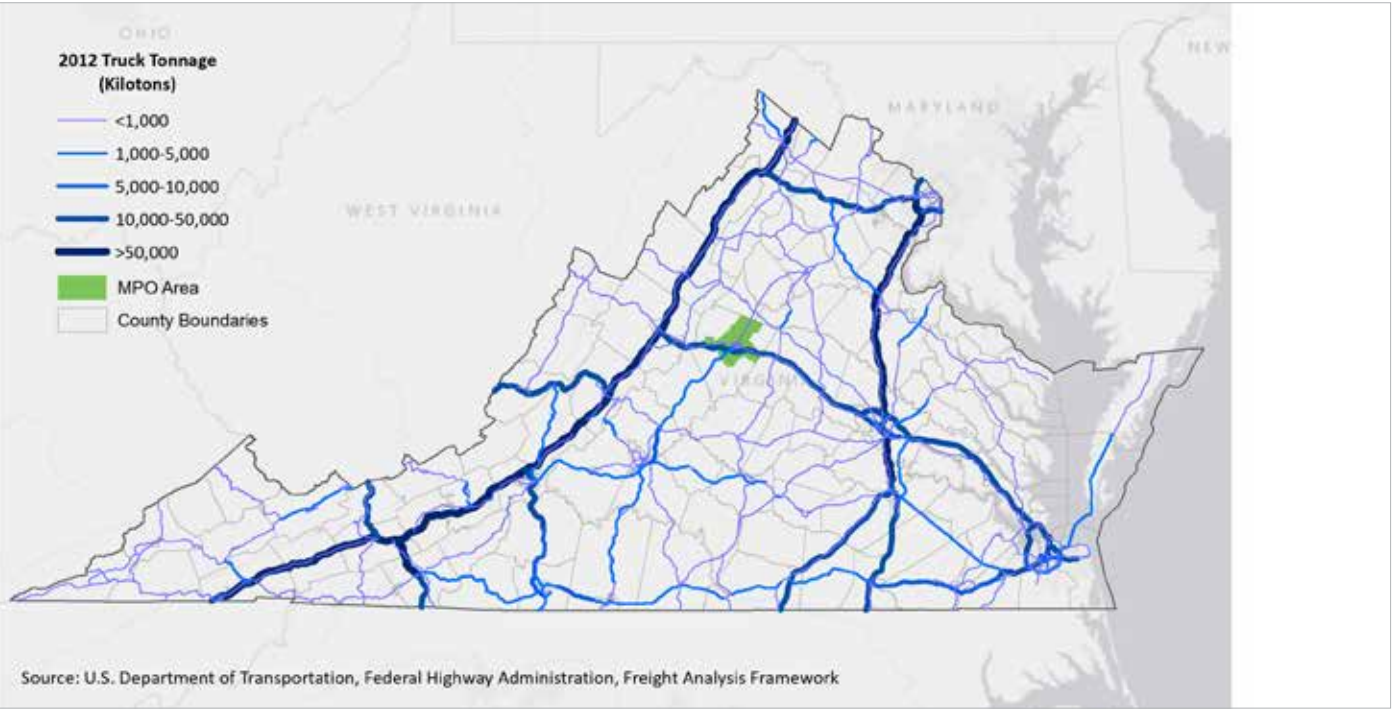 OHIO
NEW
2012 Truck Tonnage
(Kilotons)
<1,000
MARYLAND
1,000-5,000
5,000-10,000
WEST VIRGINIA
10,000-50,000
>50,000
MPO Area
County Boundaries
VIRGINIA
Source: U.S. Department of Transportation, Federal Highway Administration, Freight Analysis Framework